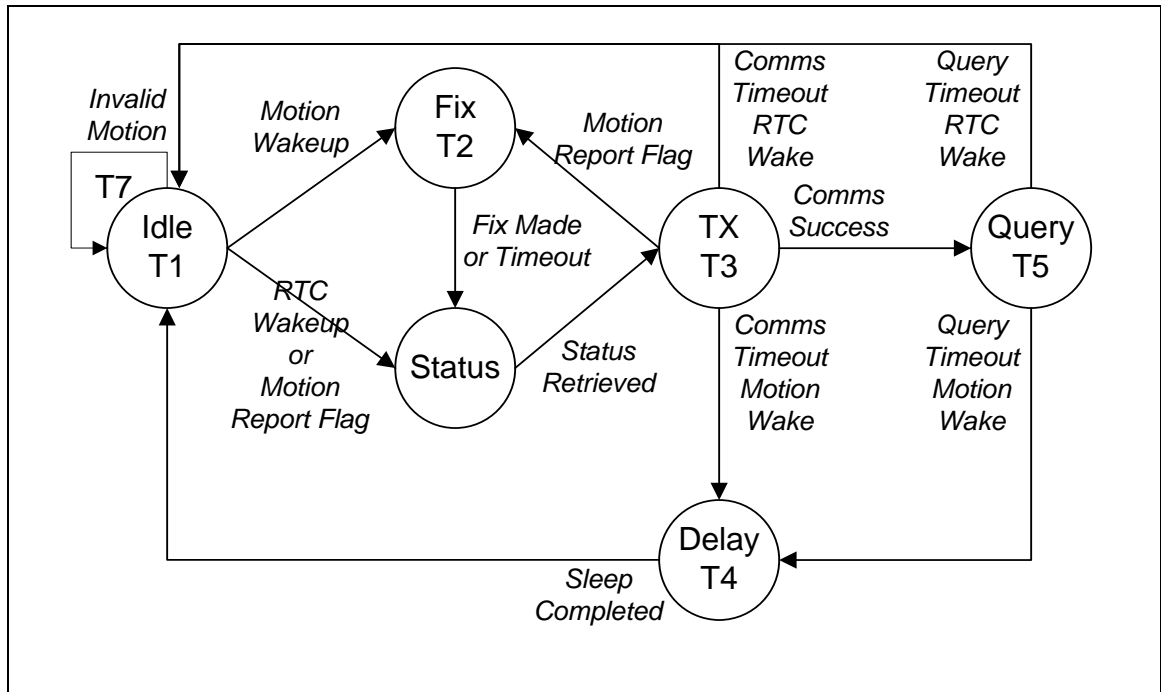 Invalid
Motion
T7
Idle
T1
Motion
Wakeup
Fix
T2
Motion
Report Flag
Comms
Timeout
RTC
Wake
Query
Timeout
RTC
Wake
Fix Made
or Timeout
TX
T3
Comms
Success
Query
T5
RTC
Wakeup
or
Motion
Report Flag
Status
Status
Retrieved
Comms
Timeout
Motion
Wake
Query
Timeout
Motion
Wake
Delay
T4
Sleep
Completed